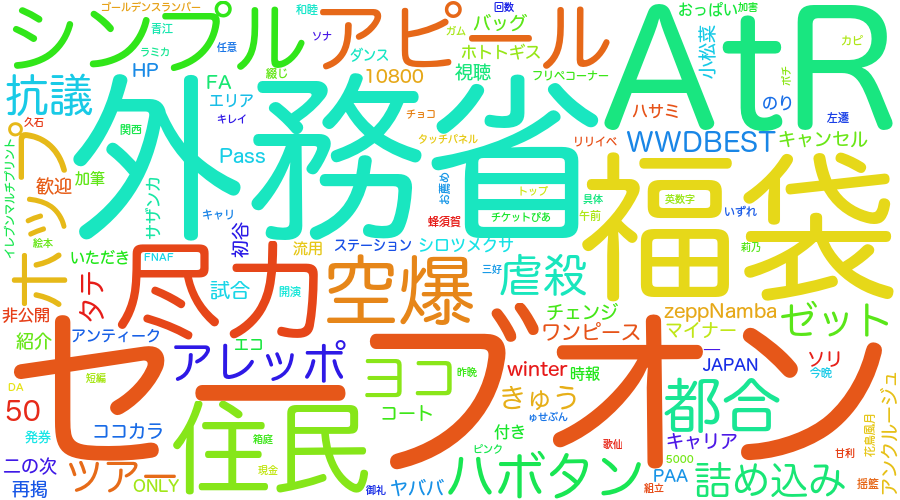 ゴールデンスランバー
シンプル
アピール
AtR
和睦
回数
おっぱい
加害
青江
ラミカ
任意
ソナ
ガム
バッグ
ダンス
ホトトギス
小松菜
カビ
抗議
HP
FA
綴じ
10800
視聴
フリペコーナー
ポチ
のり
エリア
キレイ
チョコ
ハサミ
左遷
外務省
久石
関西
Pass
タッチパネル
リリイベ
WWDBEST
キャンセル
イレブンマルチプリント
ホップ
歓迎
加筆
サザンカ
お薦め
トップ
具体
英数字
福袋
キャリ
初谷
蜂須賀
チケットぴあ
午前
いずれ
絵本
いただき
FNAF
流用
ステーション
シロツメクサ
莉乃
タテ
尽力
試合
開演
空爆
三好
虐殺
非公開
紹介
アンティーク
エコ
チェンジ
ワンピース
zeppNamba
マイナー
ゼット
セブオン
アレッポ
ヨコ
昨晩
winter
時報
一
JAPAN
ソリ
今晩
DA
短編
50
住民
コート
きゅう
ゅせぶん
都合
アンクルージュ
花鳥風月
発券
ココカラ
箱庭
付き
ピンク
歌仙
キャリア
甘利
二の次
ツアー
現金
ハボタン
5000
PAA
詰め込み
揺籃
再掲
ONLY
御礼
ヤババ
組立